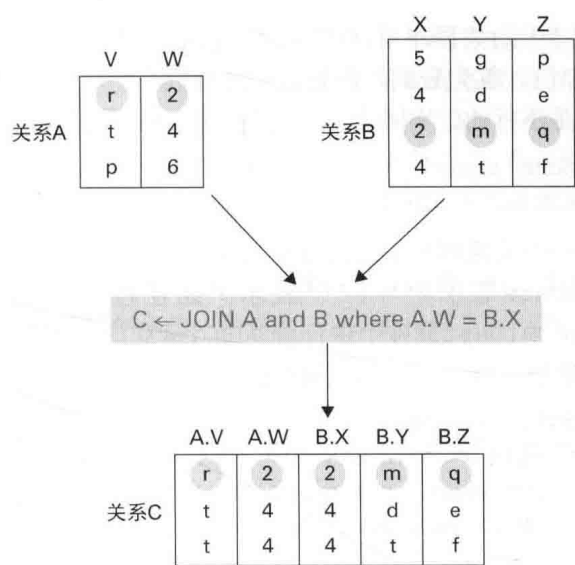 X Y Z
5 g p
V W
4 d e
r 2
关系A t 4
关系B 2 m q
p 6
4 t f
C ← JOIN A and B where A.W = B.X
A.V A.W B.X B.Y B.Z
r 2 2 m q
关系C t 4 4 d e
t 4 4 t f